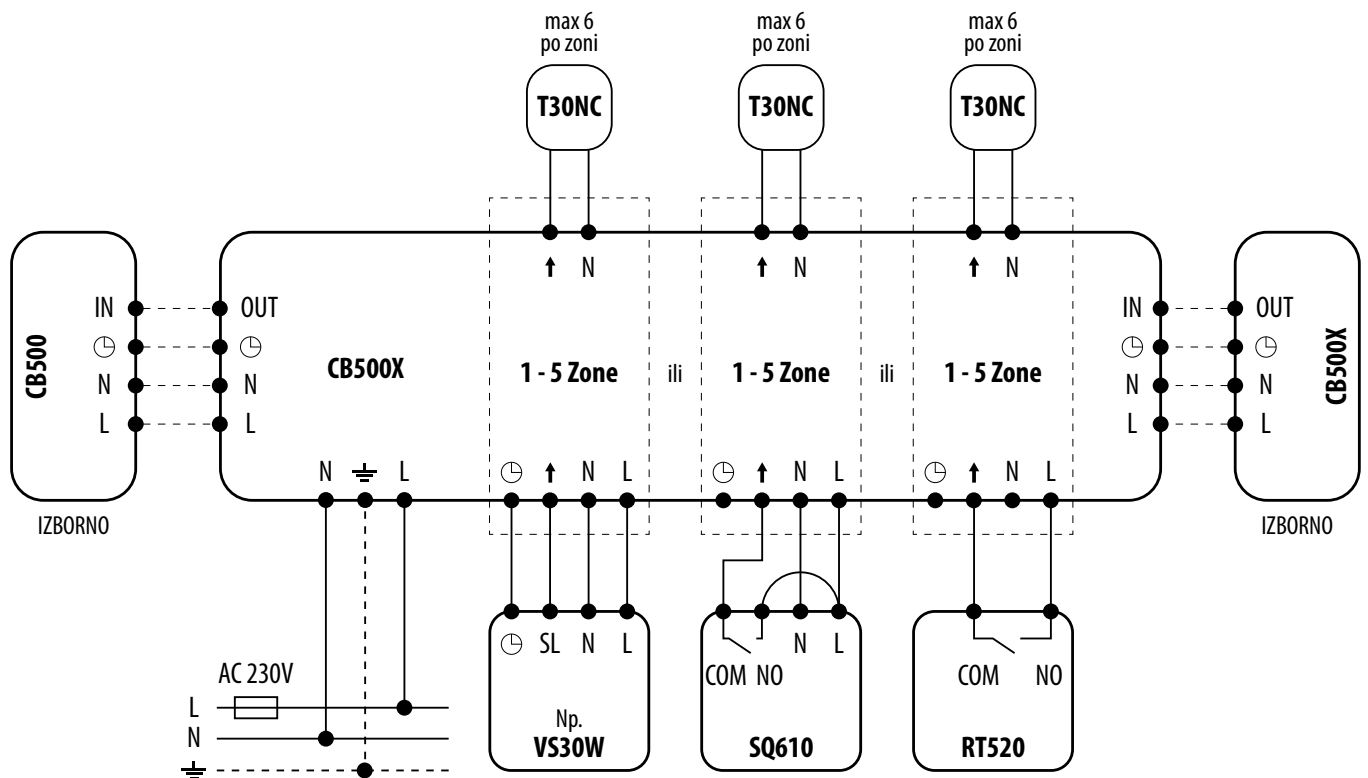 max 6
po zoni
max 6
po zoni
max 6
po zoni
T30NC
T30NC
T30NC
↑ N
↑ N
↑ N
CB500
IN
N
L
OUT
N
L
CB500X
1 - 5 Zone
ili
1 - 5 Zone
ili
1 - 5 Zone
IN
N
L
OUT
N
L
CB500X
N L
↑ N L
↑ N L
↑ N L
IZBORNO
IZBORNO
SL N L
Np.
VS30W
N L
COM NO
SQ610
COM NO
RT520
AC 230V
L
N